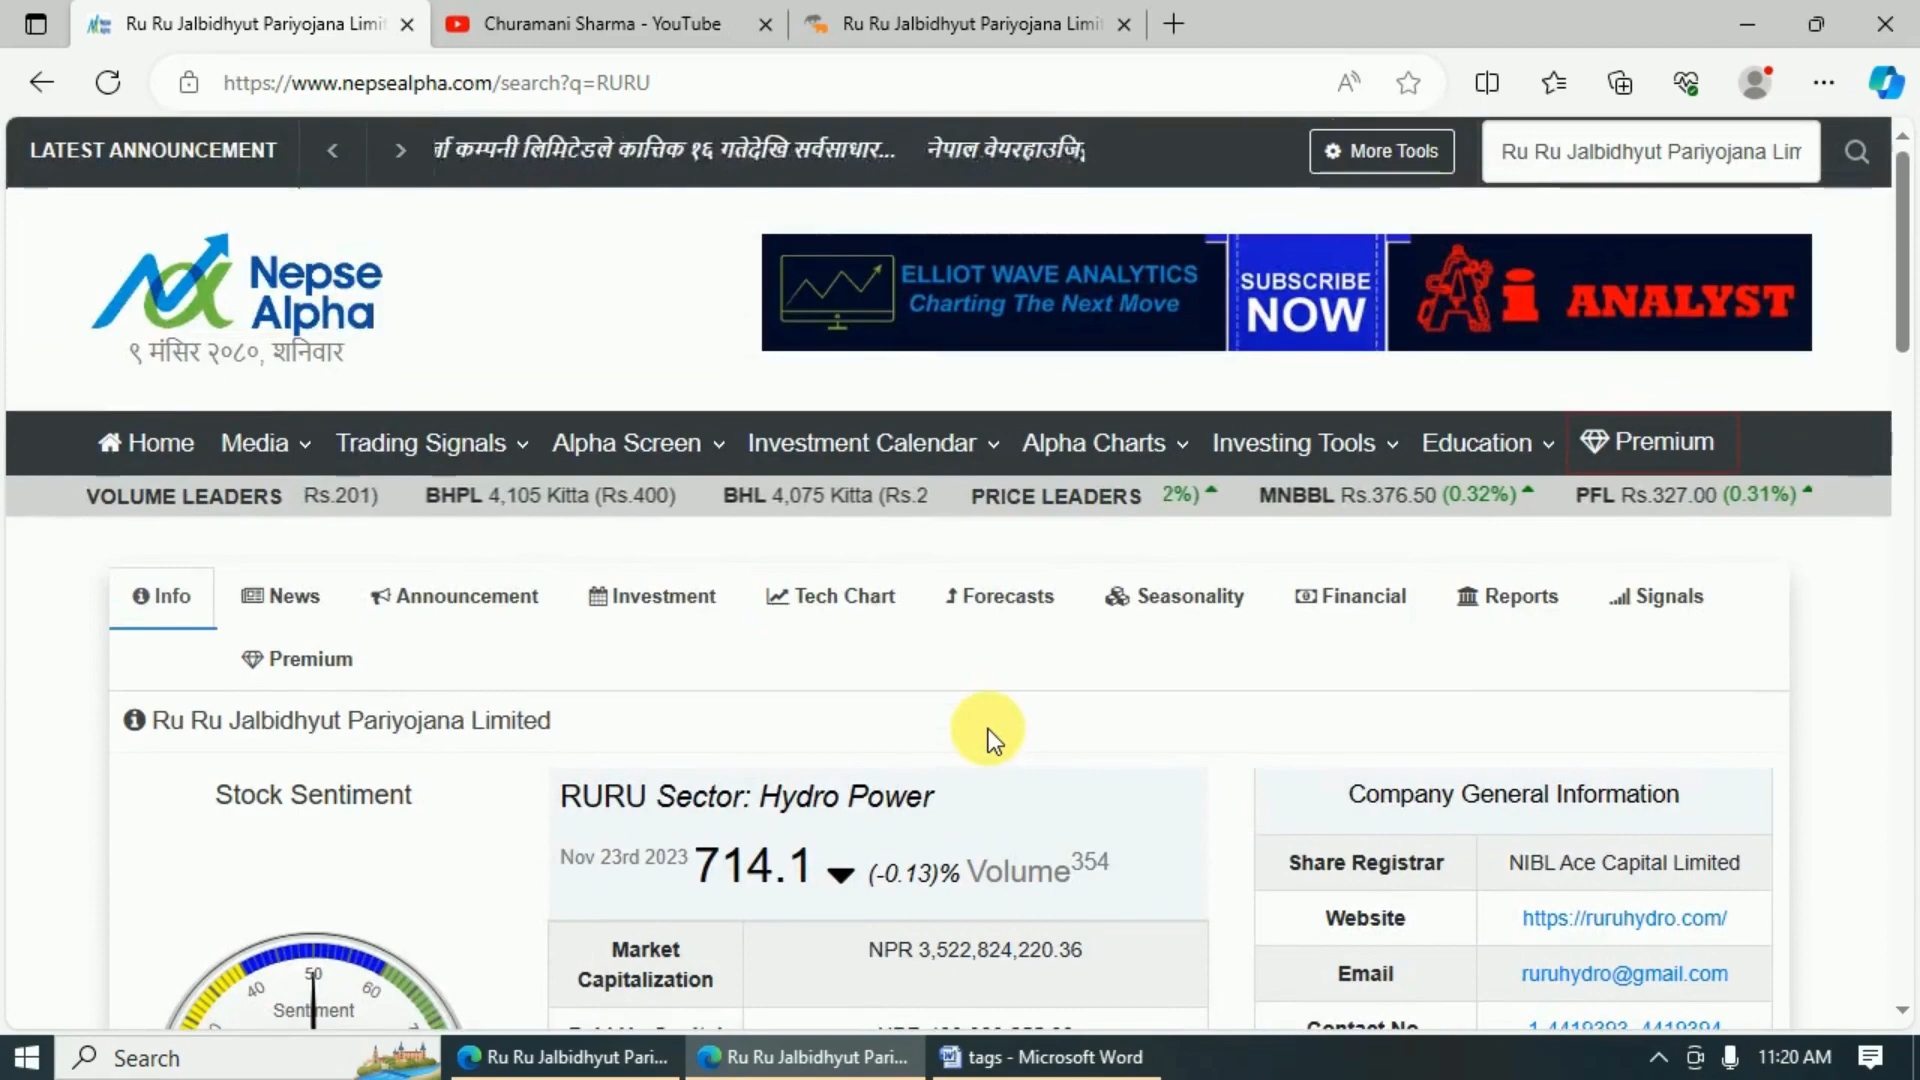 Ru Ru Jalbidhyut Pariyojana Limit
Churamani Sharma - YouTube
Ru Ru Jalbidhyut Pariyojana Limi
https://www.nepsealpha.com/search?q=RURU
LATEST ANNOUNCEMENT
कम्पनी लिमिटेडले कात्तिक १६ गतेदेखि सर्वसाधार... नेपाल वेयरहाउजि
More Tools
Ru Ru Jalbidhyut Pariyojana Lim
Nepse
Alpha
९ मंसिर २०८०, शनिवार
ELLIOT WAVE ANALYTICS
Charting The Next Move
SUBSCRIBE
NOW
Ai ANALYST
Home Media Trading Signals Alpha Screen Investment Calendar Alpha Charts Investing Tools Education Premium
VOLUME LEADERS Rs.201) BHPL 4,105 Kitta (Rs.400) BHL 4,075 Kitta (Rs.2 PRICE LEADERS 2%) MNBBL Rs.376.50 (0.32%) PFL Rs.327.00 (0.31%)
Info News Announcement Investment Tech Chart Forecasts Seasonality Financial Reports Signals
Premium
Ru Ru Jalbidhyut Pariyojana Limited
Stock Sentiment
40 50 60
Sentiment
RURU Sector: Hydro Power
Nov 23rd 2023 714.1 (-0.13)% Volume 354
Market Capitalization NPR 3,522,824,220.36
Company General Information
Share Registrar NIBL Ace Capital Limited
Website https://ruruhydro.com/
Email ruruhydro@gmail.com
Contact No 1-4419393, 4419394
Search
Ru Ru Jalbidhyut Pari...
Ru Ru Jalbidhyut Pari...
tags - Microsoft Word
11:20 AM